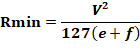 Rmin = V² / 127(e + f)